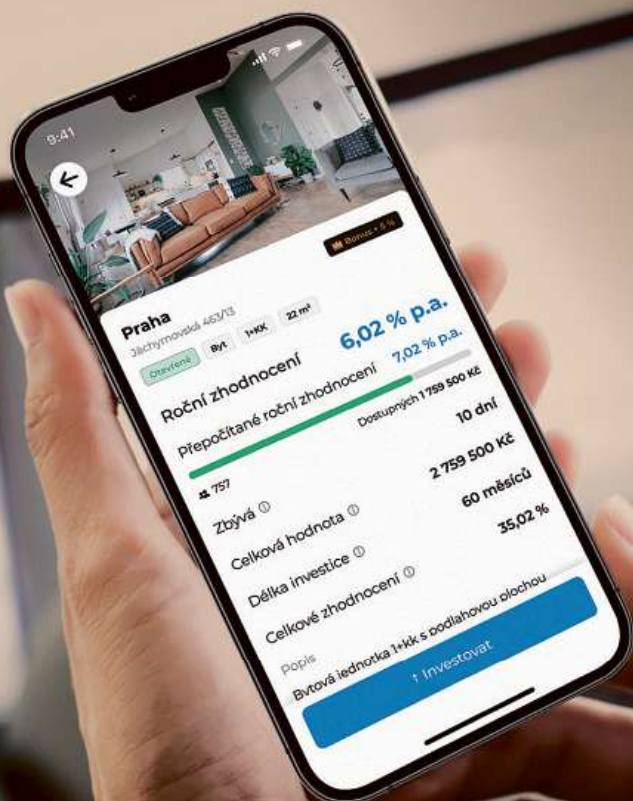 9:41
Bonus + 5 %
Praha
Jáchymovská 463/13
Otevřené Byt 1+KK 22 m²
Roční zhodnocení 6,02 % p.a.
Přepočítané roční zhodnocení 7,02 % p.a.
757 Dostupných 1 759 500 Kč
Zbývá 10 dní
Celková hodnota 2 759 500 Kč
Délka investice 60 měsíců
Celkové zhodnocení 35,02 %
Popis
Bytová jednotka 1+kk s podlahovou plochou
↑ Investovat